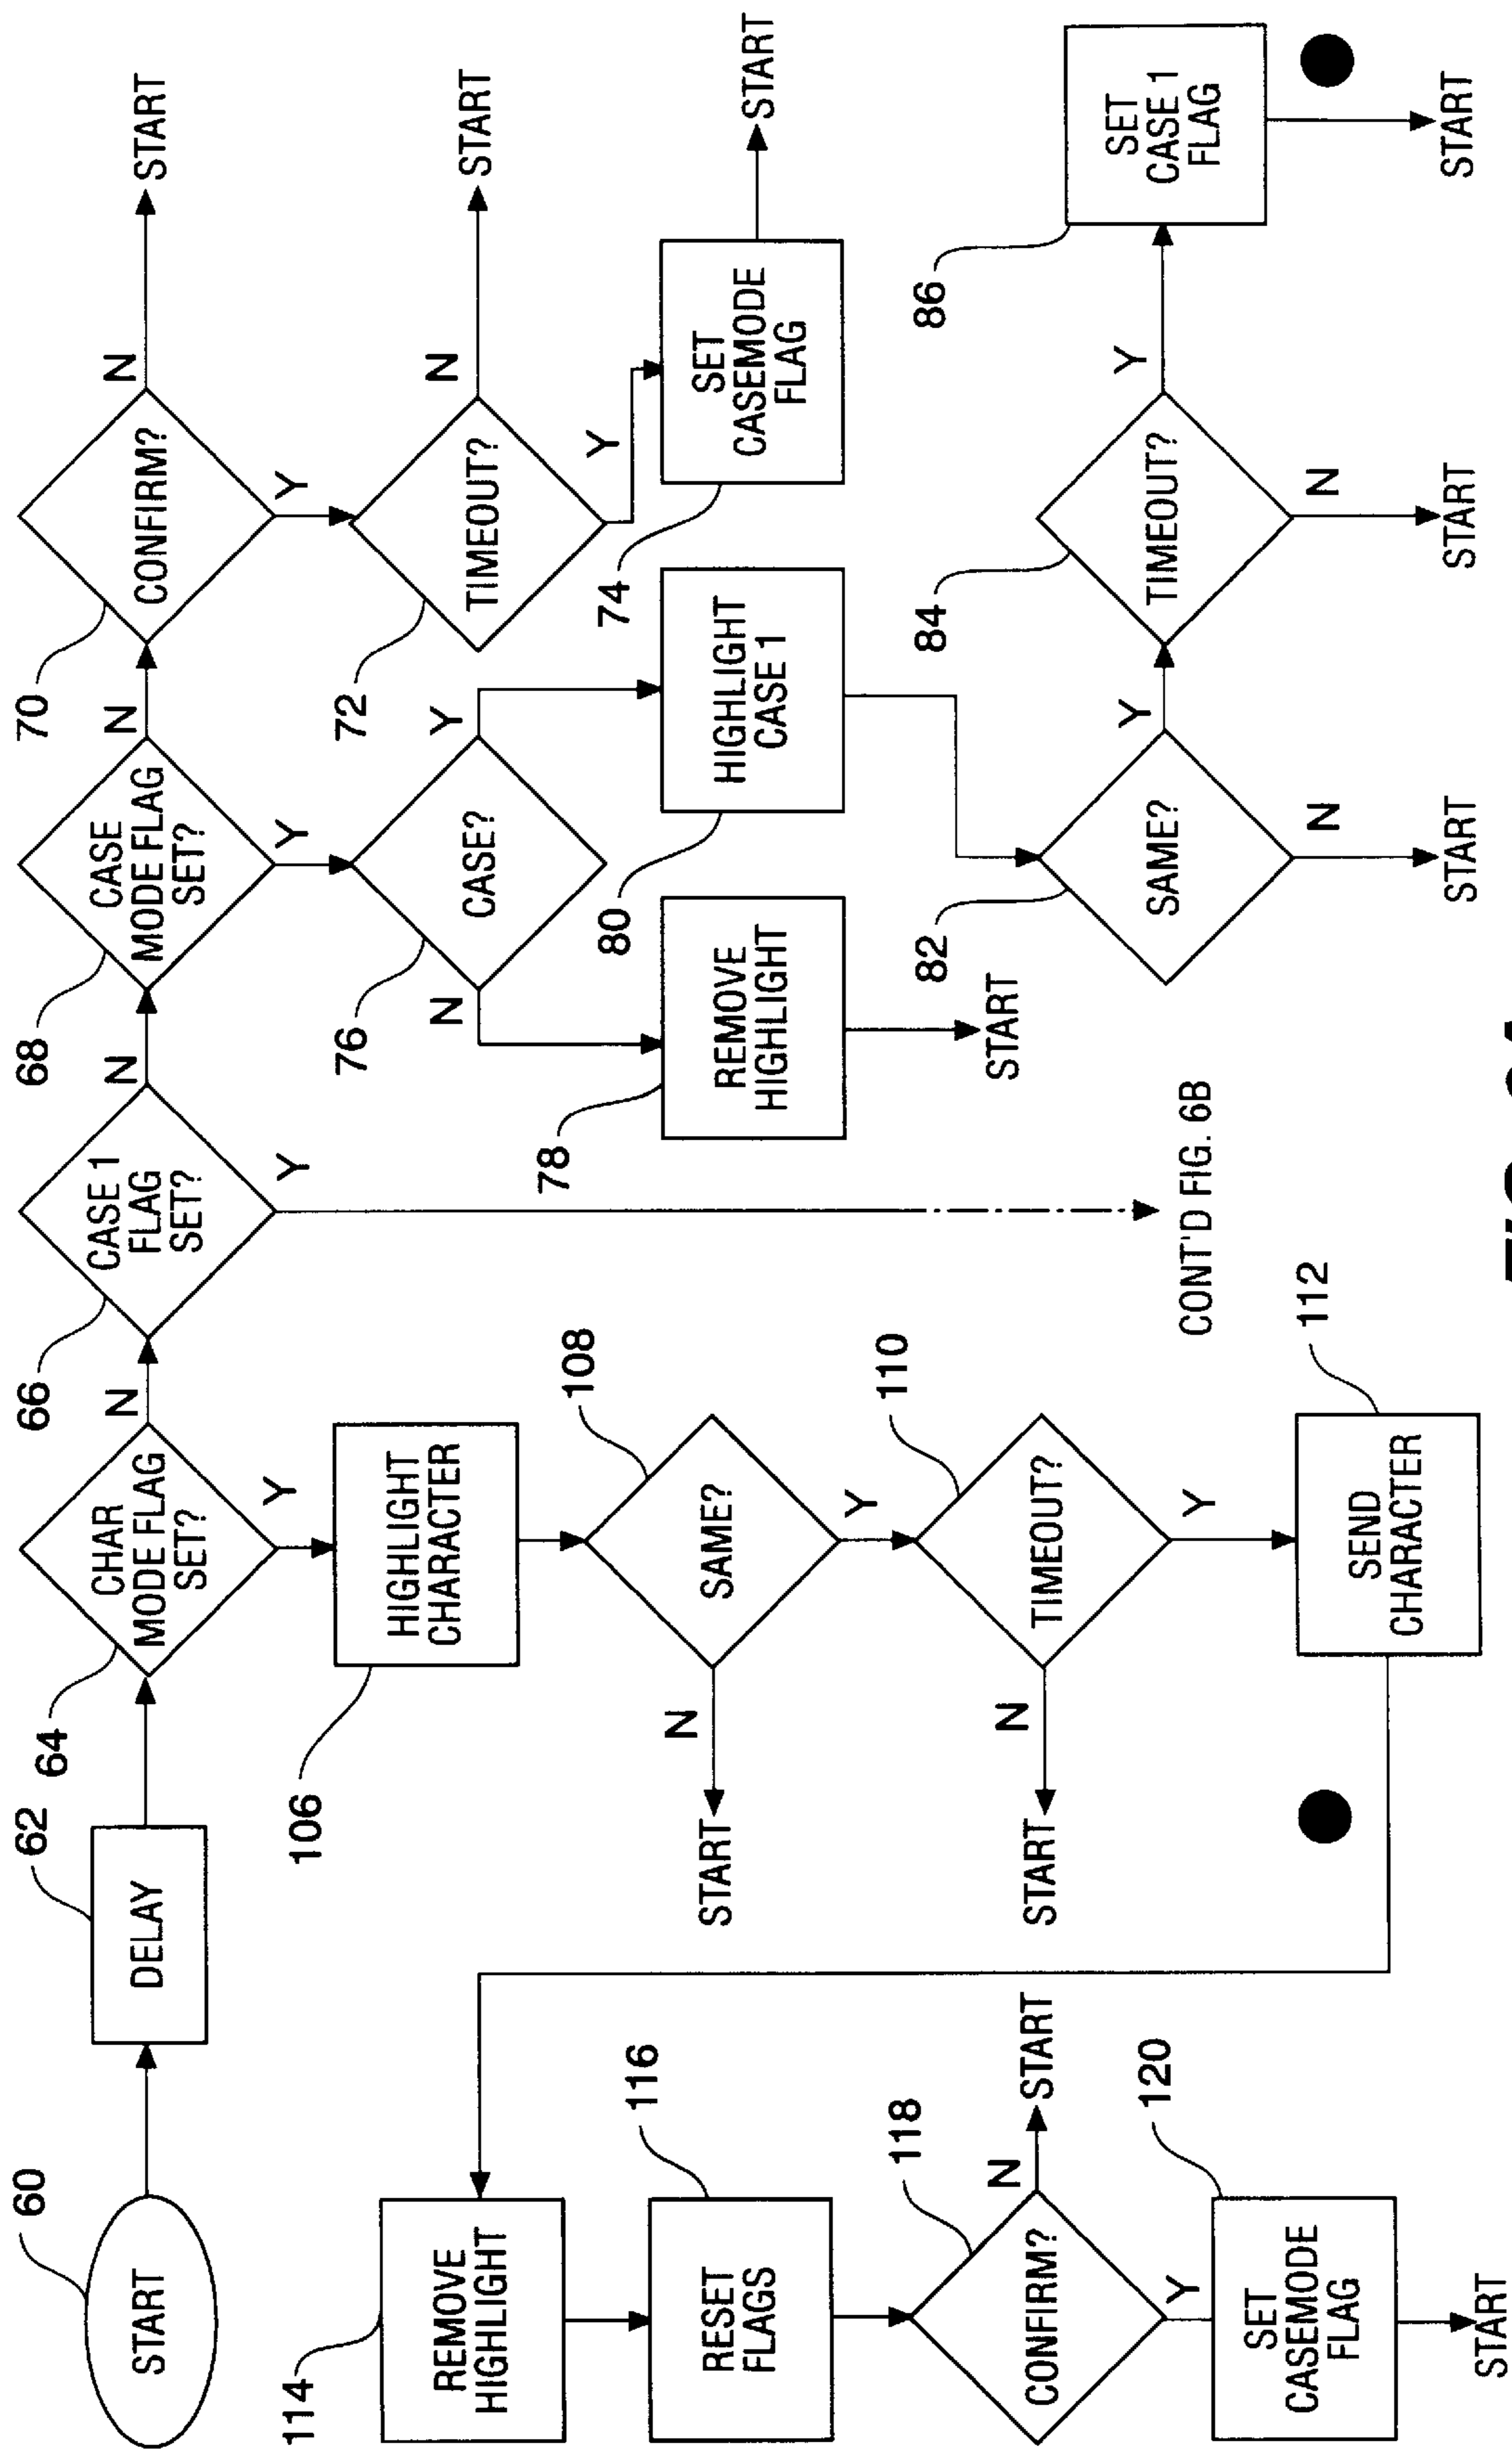 60
START
62
DELAY
64
CHAR
MODE FLAG
SET?
N
Y
66
CASE 1
FLAG
SET?
N
Y
68
CASE
MODE FLAG
SET?
N
Y
70
CONFIRM?
N
START
Y
72
TIMEOUT?
N
START
Y
74
SET
CASEMODE
FLAG
START
76
CASE?
N
Y
78
REMOVE
HIGHLIGHT
START
80
HIGHLIGHT
CASE 1
82
SAME?
Y
N
START
84
TIMEOUT?
Y
N
START
86
SET
CASE 1
FLAG
START
CONT'D FIG. 6B
106
HIGHLIGHT
CHARACTER
108
SAME?
N
START
Y
110
TIMEOUT?
N
START
Y
112
SEND
CHARACTER
114
REMOVE
HIGHLIGHT
116
RESET
FLAGS
118
CONFIRM?
N
START
Y
120
SET
CASEMODE
FLAG
START